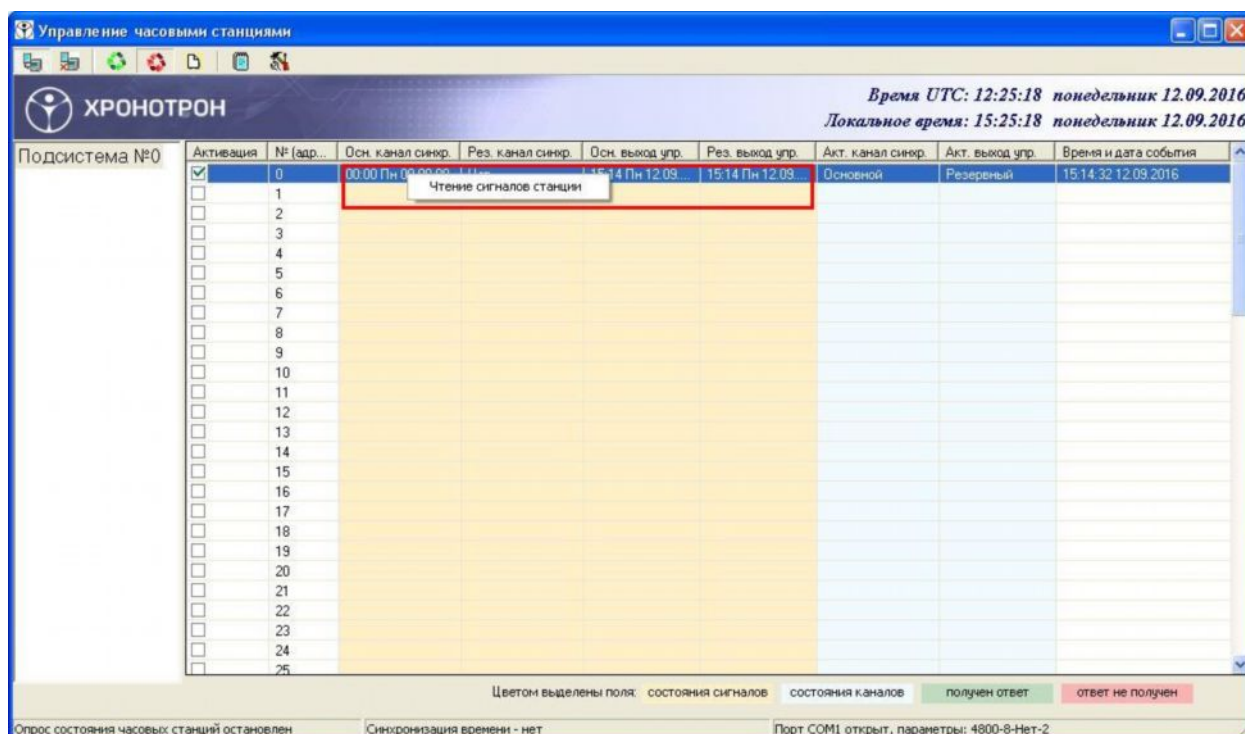 Управление часовыми станциями
ХРОНОТРОН
Время UTC: 12:25:18 понедельник 12.09.2016
Локальное время: 15:25:18 понедельник 12.09.2016
Подсистема №0
Активация № (адр... Осн. канал синхр. Рез. канал синхр. Осн. выход упр. Рез. выход упр. Акт. канал синхр. Акт. выход упр. Время и дата события
0 00:00 Пн 15:14 Пн 12.09.... 15:14 Пн 12.09.... Основной Резервный 15:14:32 12.09.2016
Чтение сигналов станции
1
2
3
4
5
6
7
8
9
10
11
12
13
14
15
16
17
18
19
20
21
22
23
24
25
Цветом выделены поля: состояния сигналов состояния каналов получен ответ ответ не получен
Опрос состояния часовых станций остановлен Синхронизация времени - нет Порт COM1 открыт, параметры: 4800-8-Нет-2